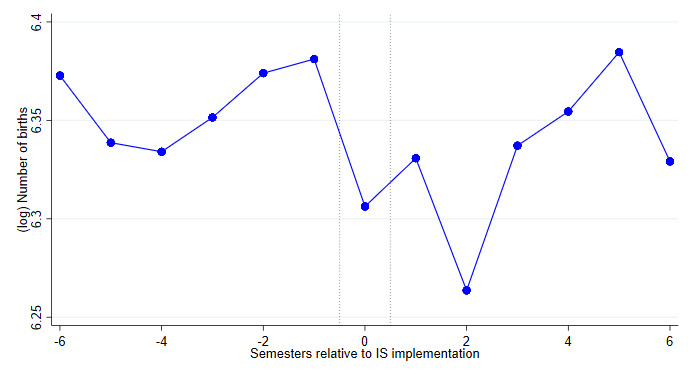 (log) Number of births
6.4
6.35
6.3
6.25
-6 -4 -2 0 2 4 6
Semesters relative to IS implementation